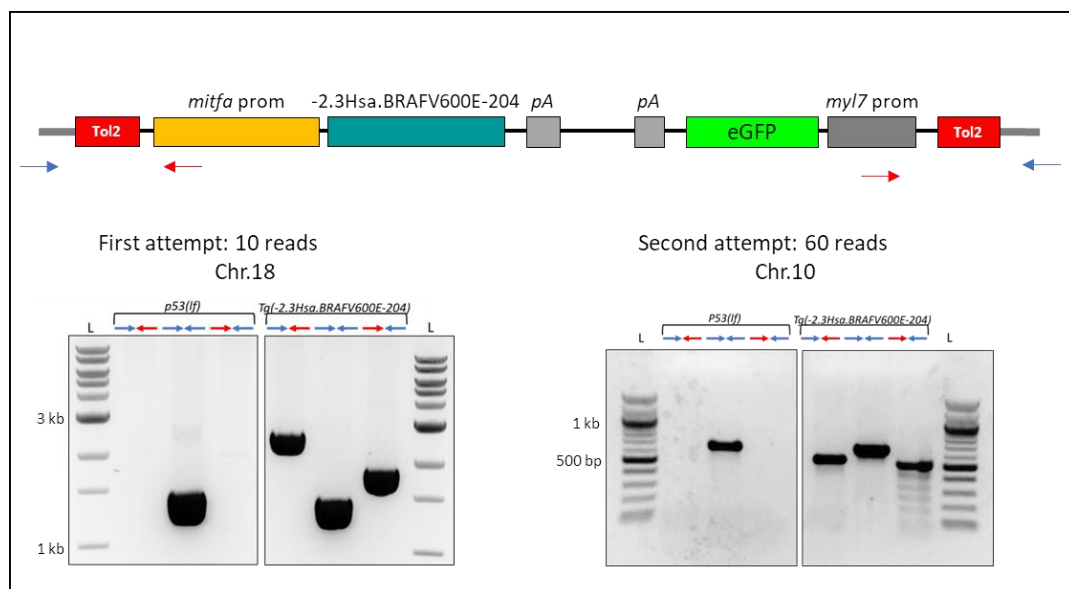 mitfa prom -2.3Hsa.BRAFV600E-204 pA pA myl7 prom
Tol2 eGFP Tol2
First attempt: 10 reads
Chr.18
p53(lf) Tg(-2.3Hsa.BRAFV600E-204)
L L
3 kb
1 kb
Second attempt: 60 reads
Chr.10
P53(lf) Tg(-2.3Hsa.BRAFV600E-204)
L L
1 kb
500 bp